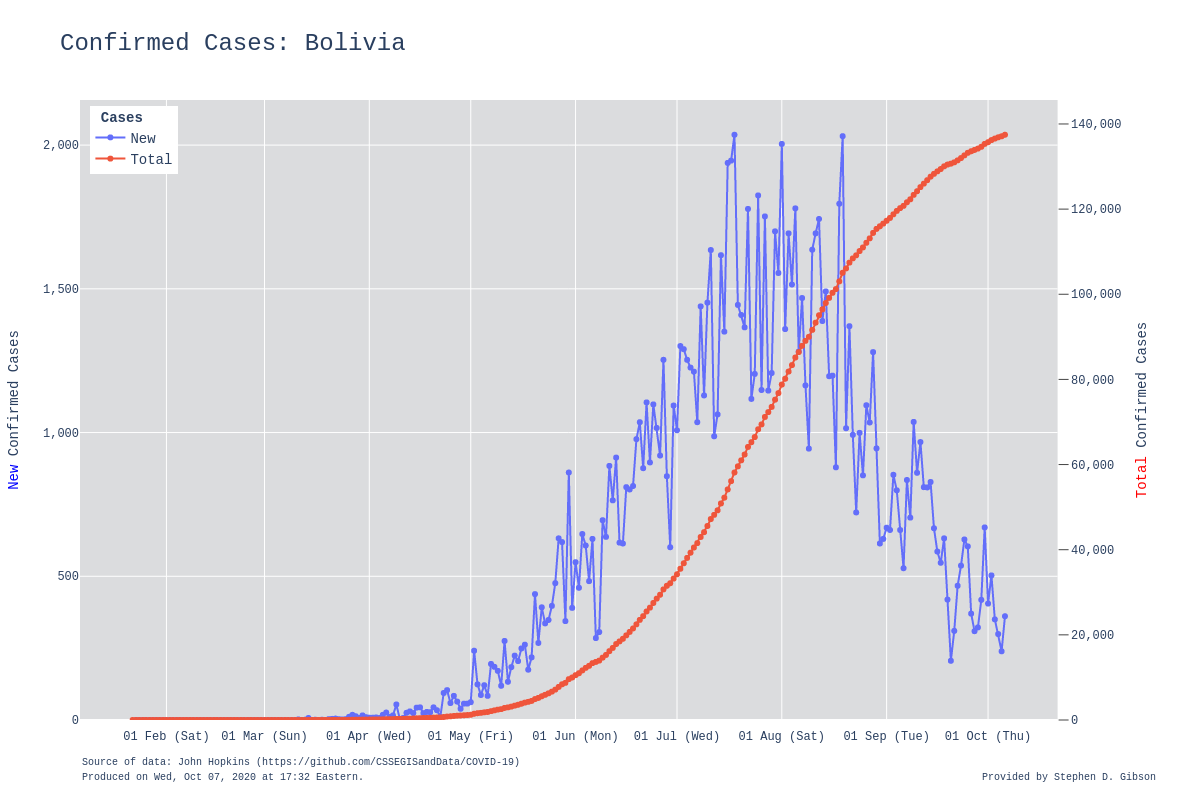 Confirmed Cases: Bolivia
Cases
New
Total
2,000
1,500
1,000
500
0
New Confirmed Cases
140,000
120,000
100,000
80,000
60,000
40,000
20,000
0
Total Confirmed Cases
01 Feb (Sat) 01 Mar (Sun) 01 Apr (Wed) 01 May (Fri) 01 Jun (Mon) 01 Jul (Wed) 01 Aug (Sat) 01 Sep (Tue) 01 Oct (Thu)
Source of data: John Hopkins (https://github.com/CSSEGISandData/COVID-19)
Produced on Wed, Oct 07, 2020 at 17:32 Eastern.
Provided by Stephen D. Gibson